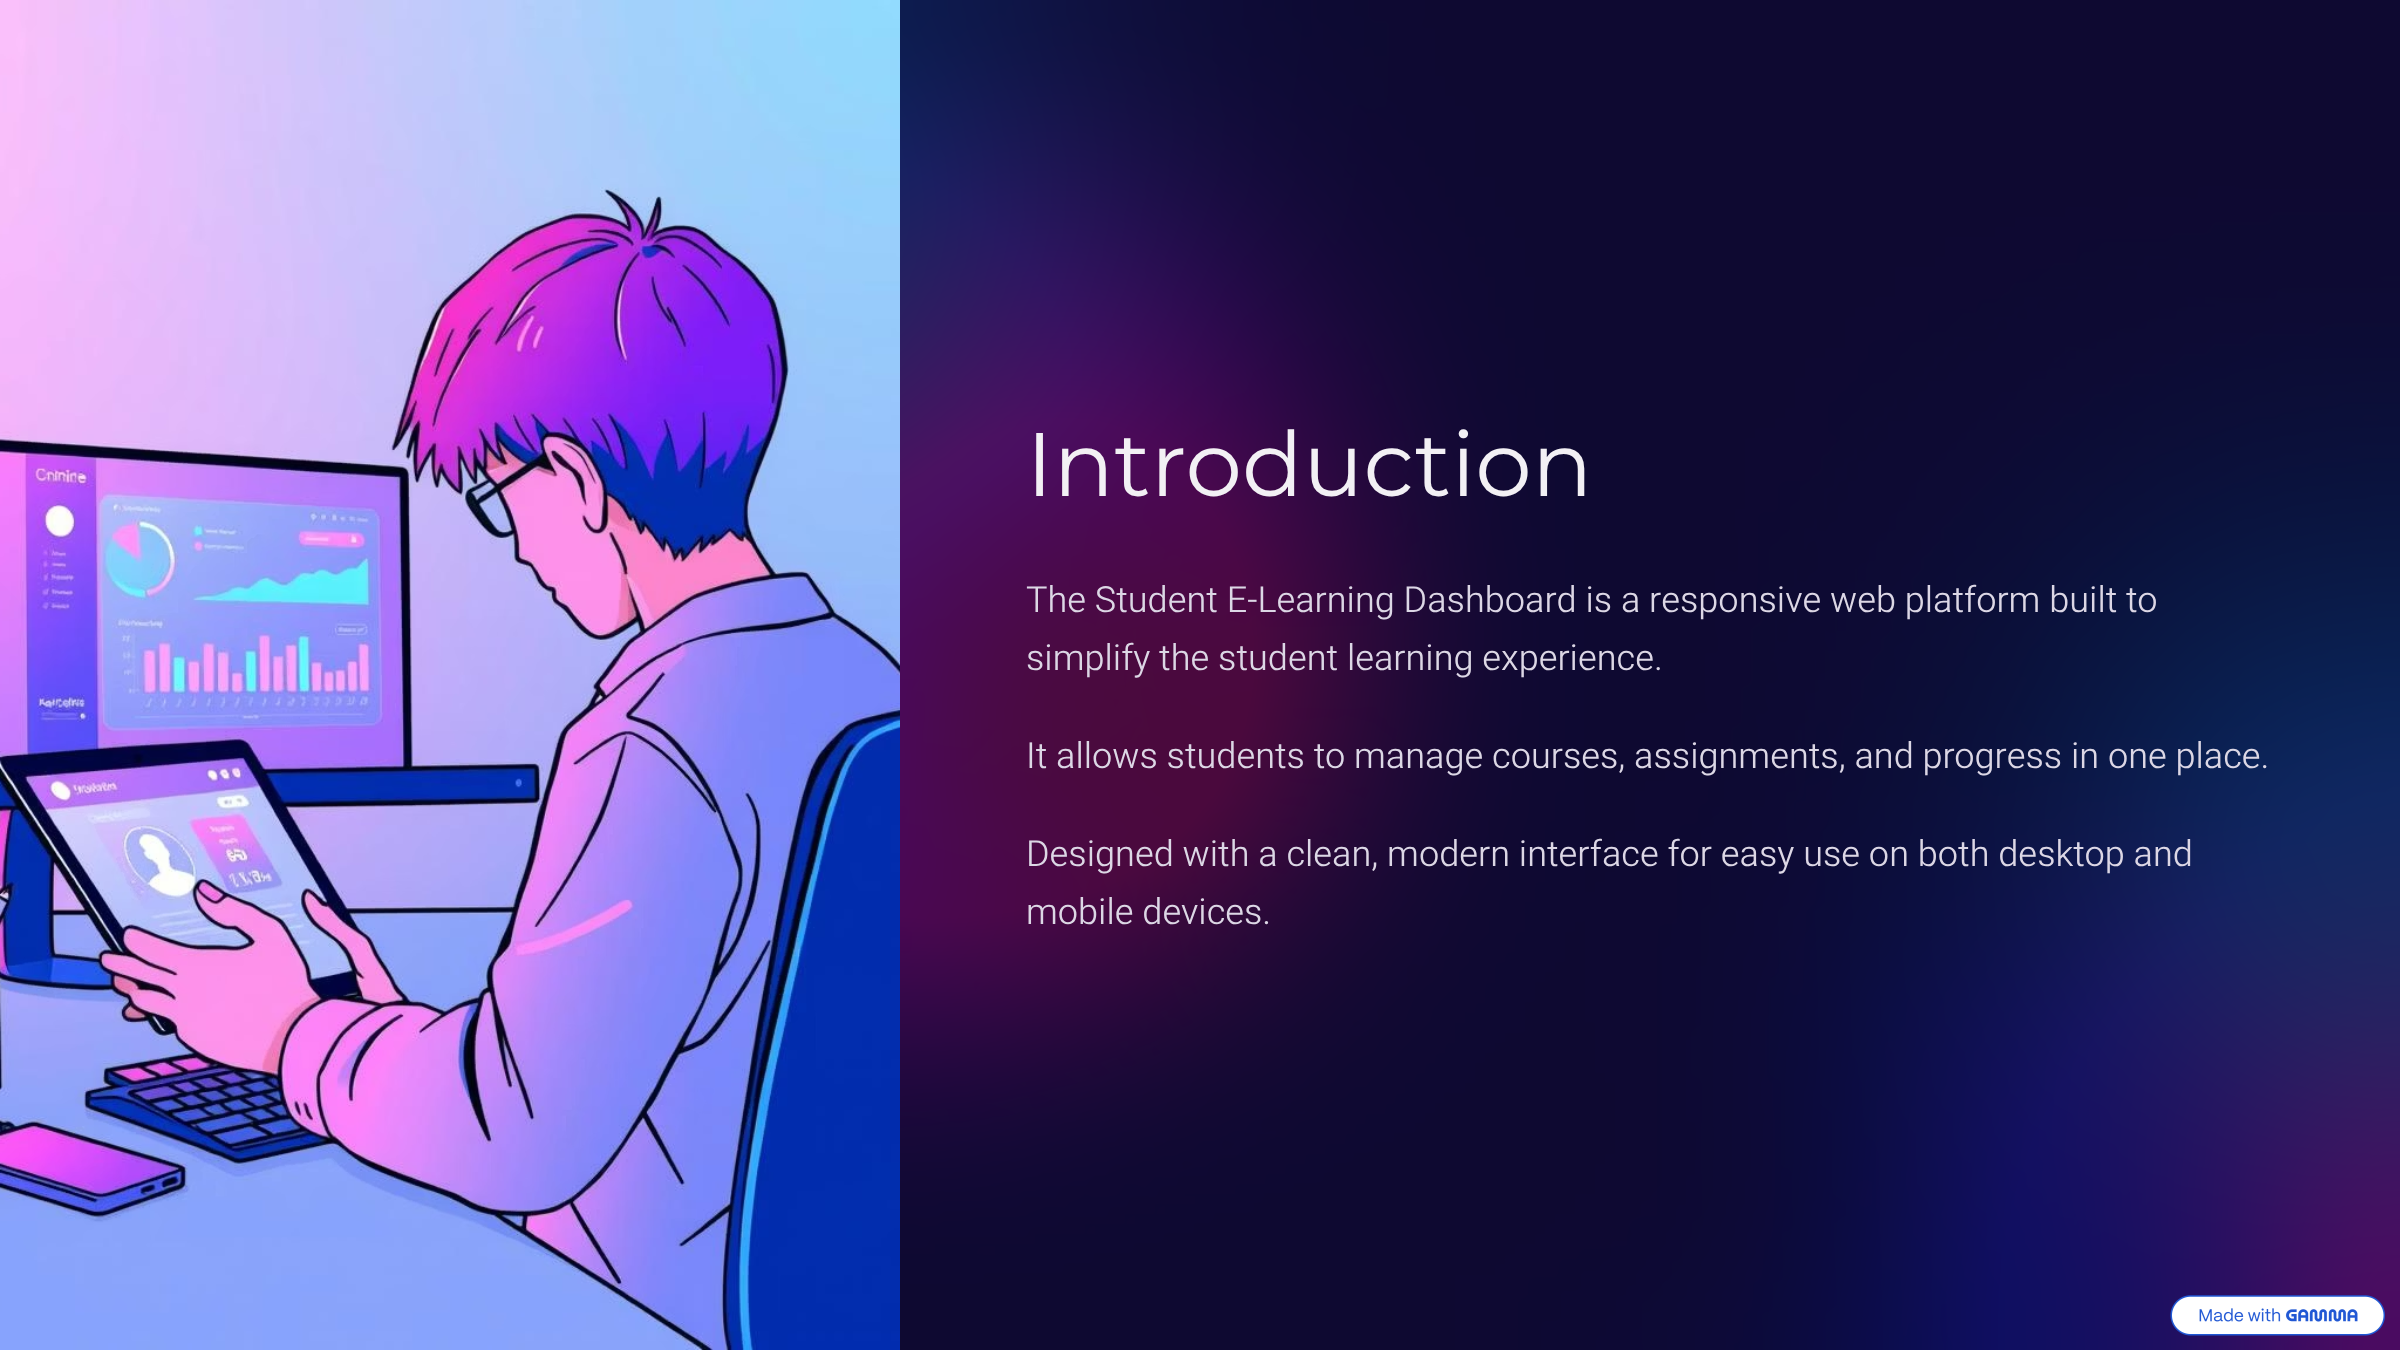 Introduction
The Student E-Learning Dashboard is a responsive web platform built to
simplify the student learning experience.
It allows students to manage courses, assignments, and progress in one place.
Designed with a clean, modern interface for easy use on both desktop and
mobile devices.
Made with GAMMA